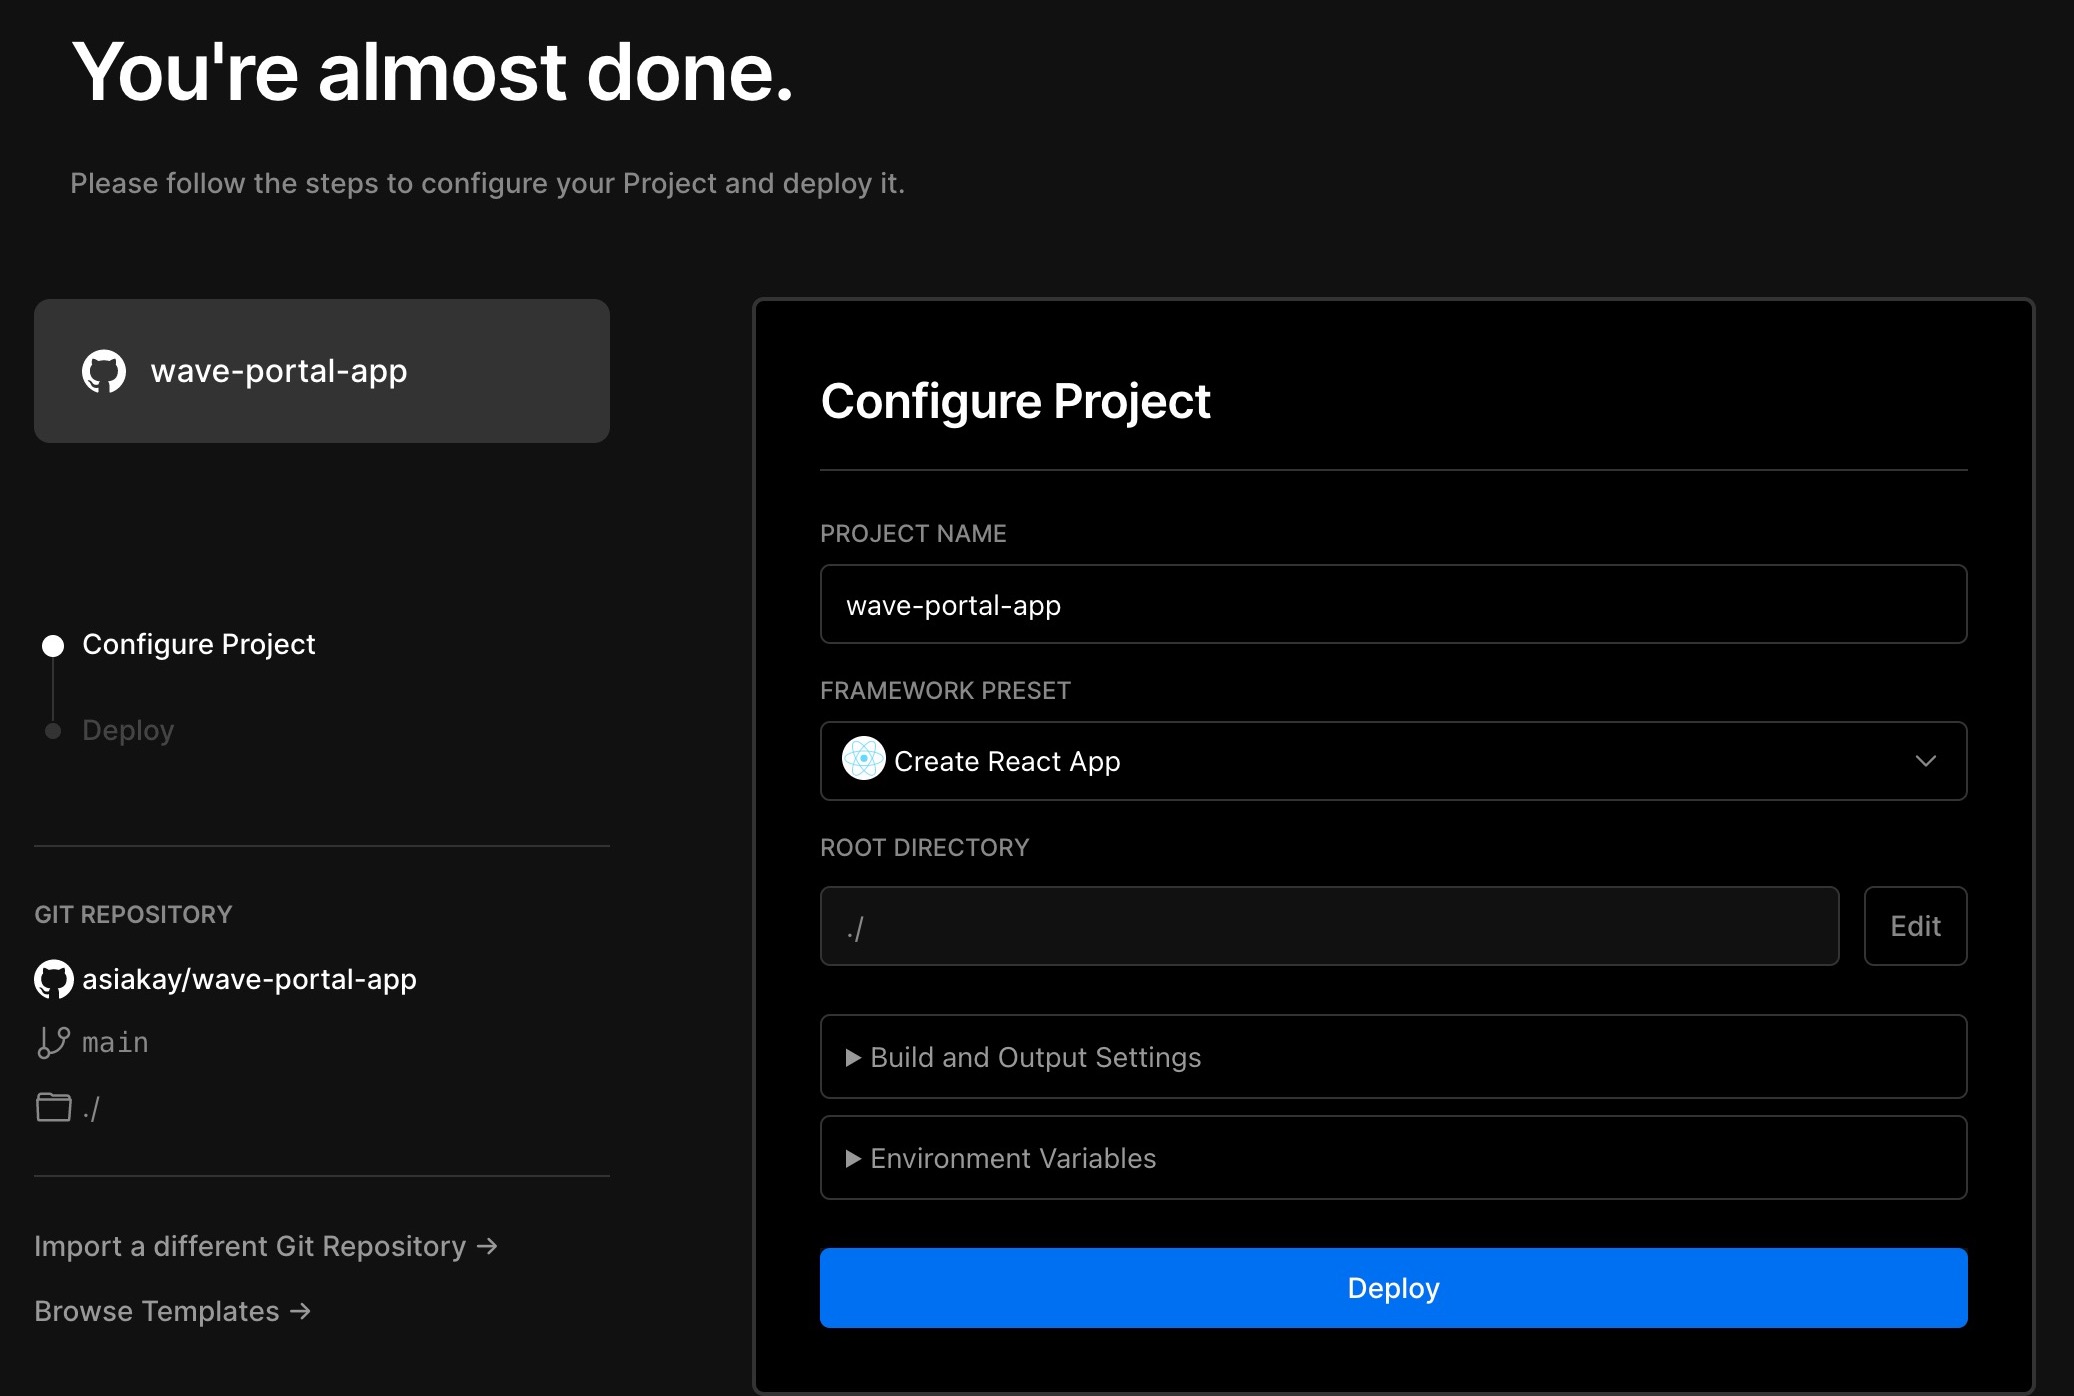 You're almost done.
Please follow the steps to configure your Project and deploy it.
wave-portal-app
Configure Project
Deploy
GIT REPOSITORY
asiakay/wave-portal-app
main
./
Import a different Git Repository →
Browse Templates →
Configure Project
PROJECT NAME
wave-portal-app
FRAMEWORK PRESET
Create React App
ROOT DIRECTORY
./
Edit
Build and Output Settings
Environment Variables
Deploy